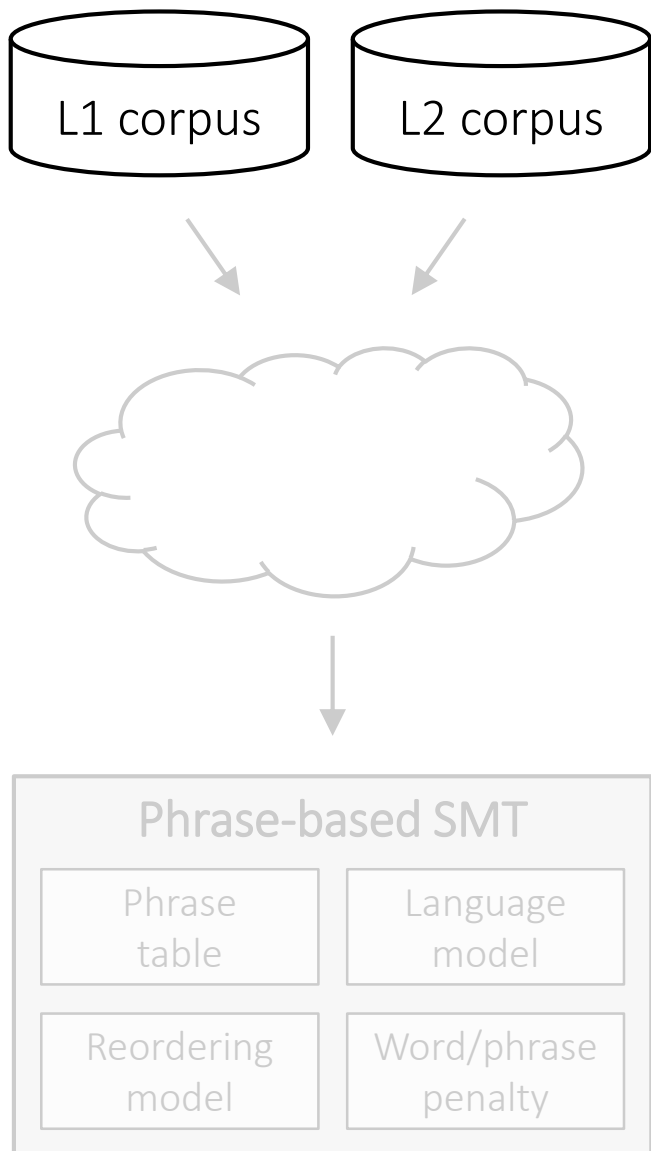 L1 corpus
L2 corpus
Phrase-based SMT
Phrase
table
Language
model
Reordering
model
Word/phrase
penalty